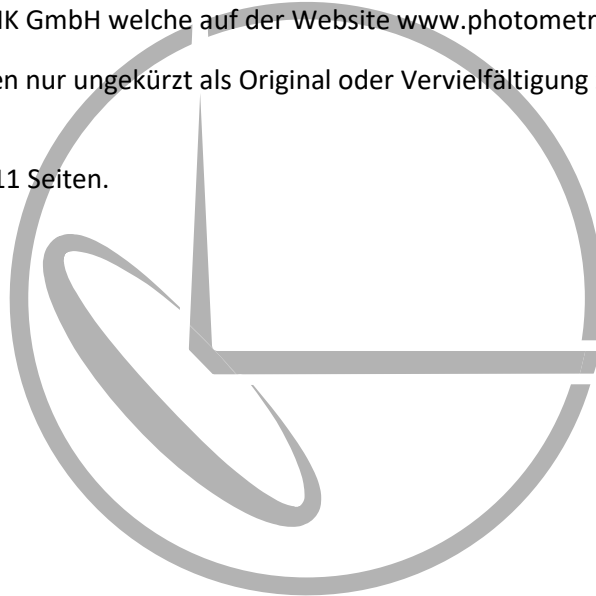 IK GmbH welche auf der Website www.photometr
en nur ungekürzt als Original oder Vervielfältigung
11 Seiten.